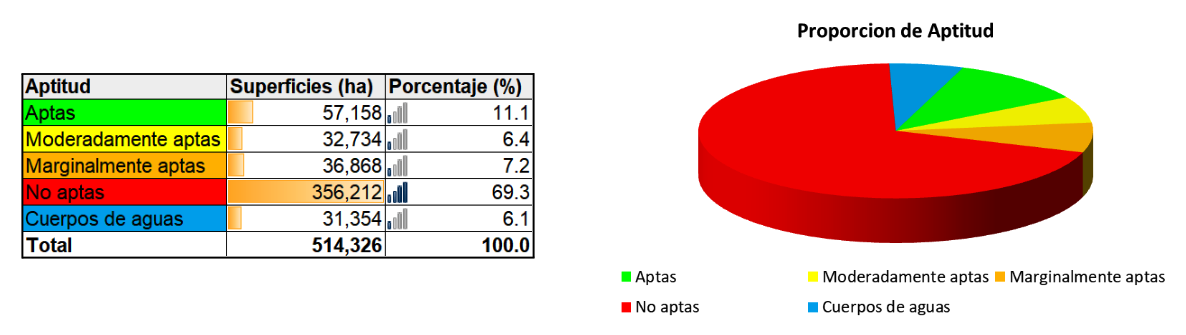 Aptitud Superficies (ha) Porcentaje (%)
Aptas 57,158 11.1
Moderadamente aptas 32,734 6.4
Marginalmente aptas 36,868 7.2
No aptas 356,212 69.3
Cuerpos de aguas 31,354 6.1
Total 514,326 100.0
Proporcion de Aptitud
Aptas Moderadamente aptas Marginalmente aptas
No aptas Cuerpos de aguas